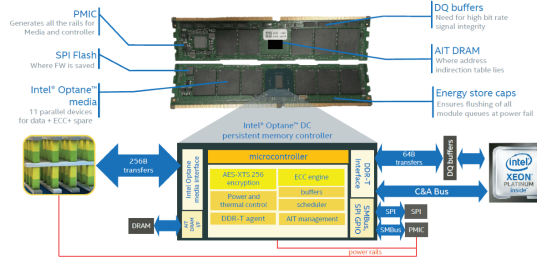 PMIC
Generates all the rails for
Media and controller
SPI Flash
Where FW is saved
Intel® Optane™
media
11 parallel devices
for data + ECC+ spare
DQ buffers
Need for high bit rate
signal integrity
AIT DRAM
Where address
indirection table lies
Energy store caps
Ensures flushing of all
module queues at power fail
Intel® Optane™ DC
persistent memory controller
256B
transfers
Intel Optane
media interface
microcontroller
AES-XTS 256
encryption
ECC engine
Power and
thermal control
buffers
scheduler
DDR-T agent
AIT management
DDR-T
Interface
SMBus,
SPI GPIO
64B
transfers
DQ buffers
C&A Bus
intel
XEON
PLATINUM
inside™
DRAM
AIT
DRAM
SPI
SPI
SMBus
PMIC
power rails